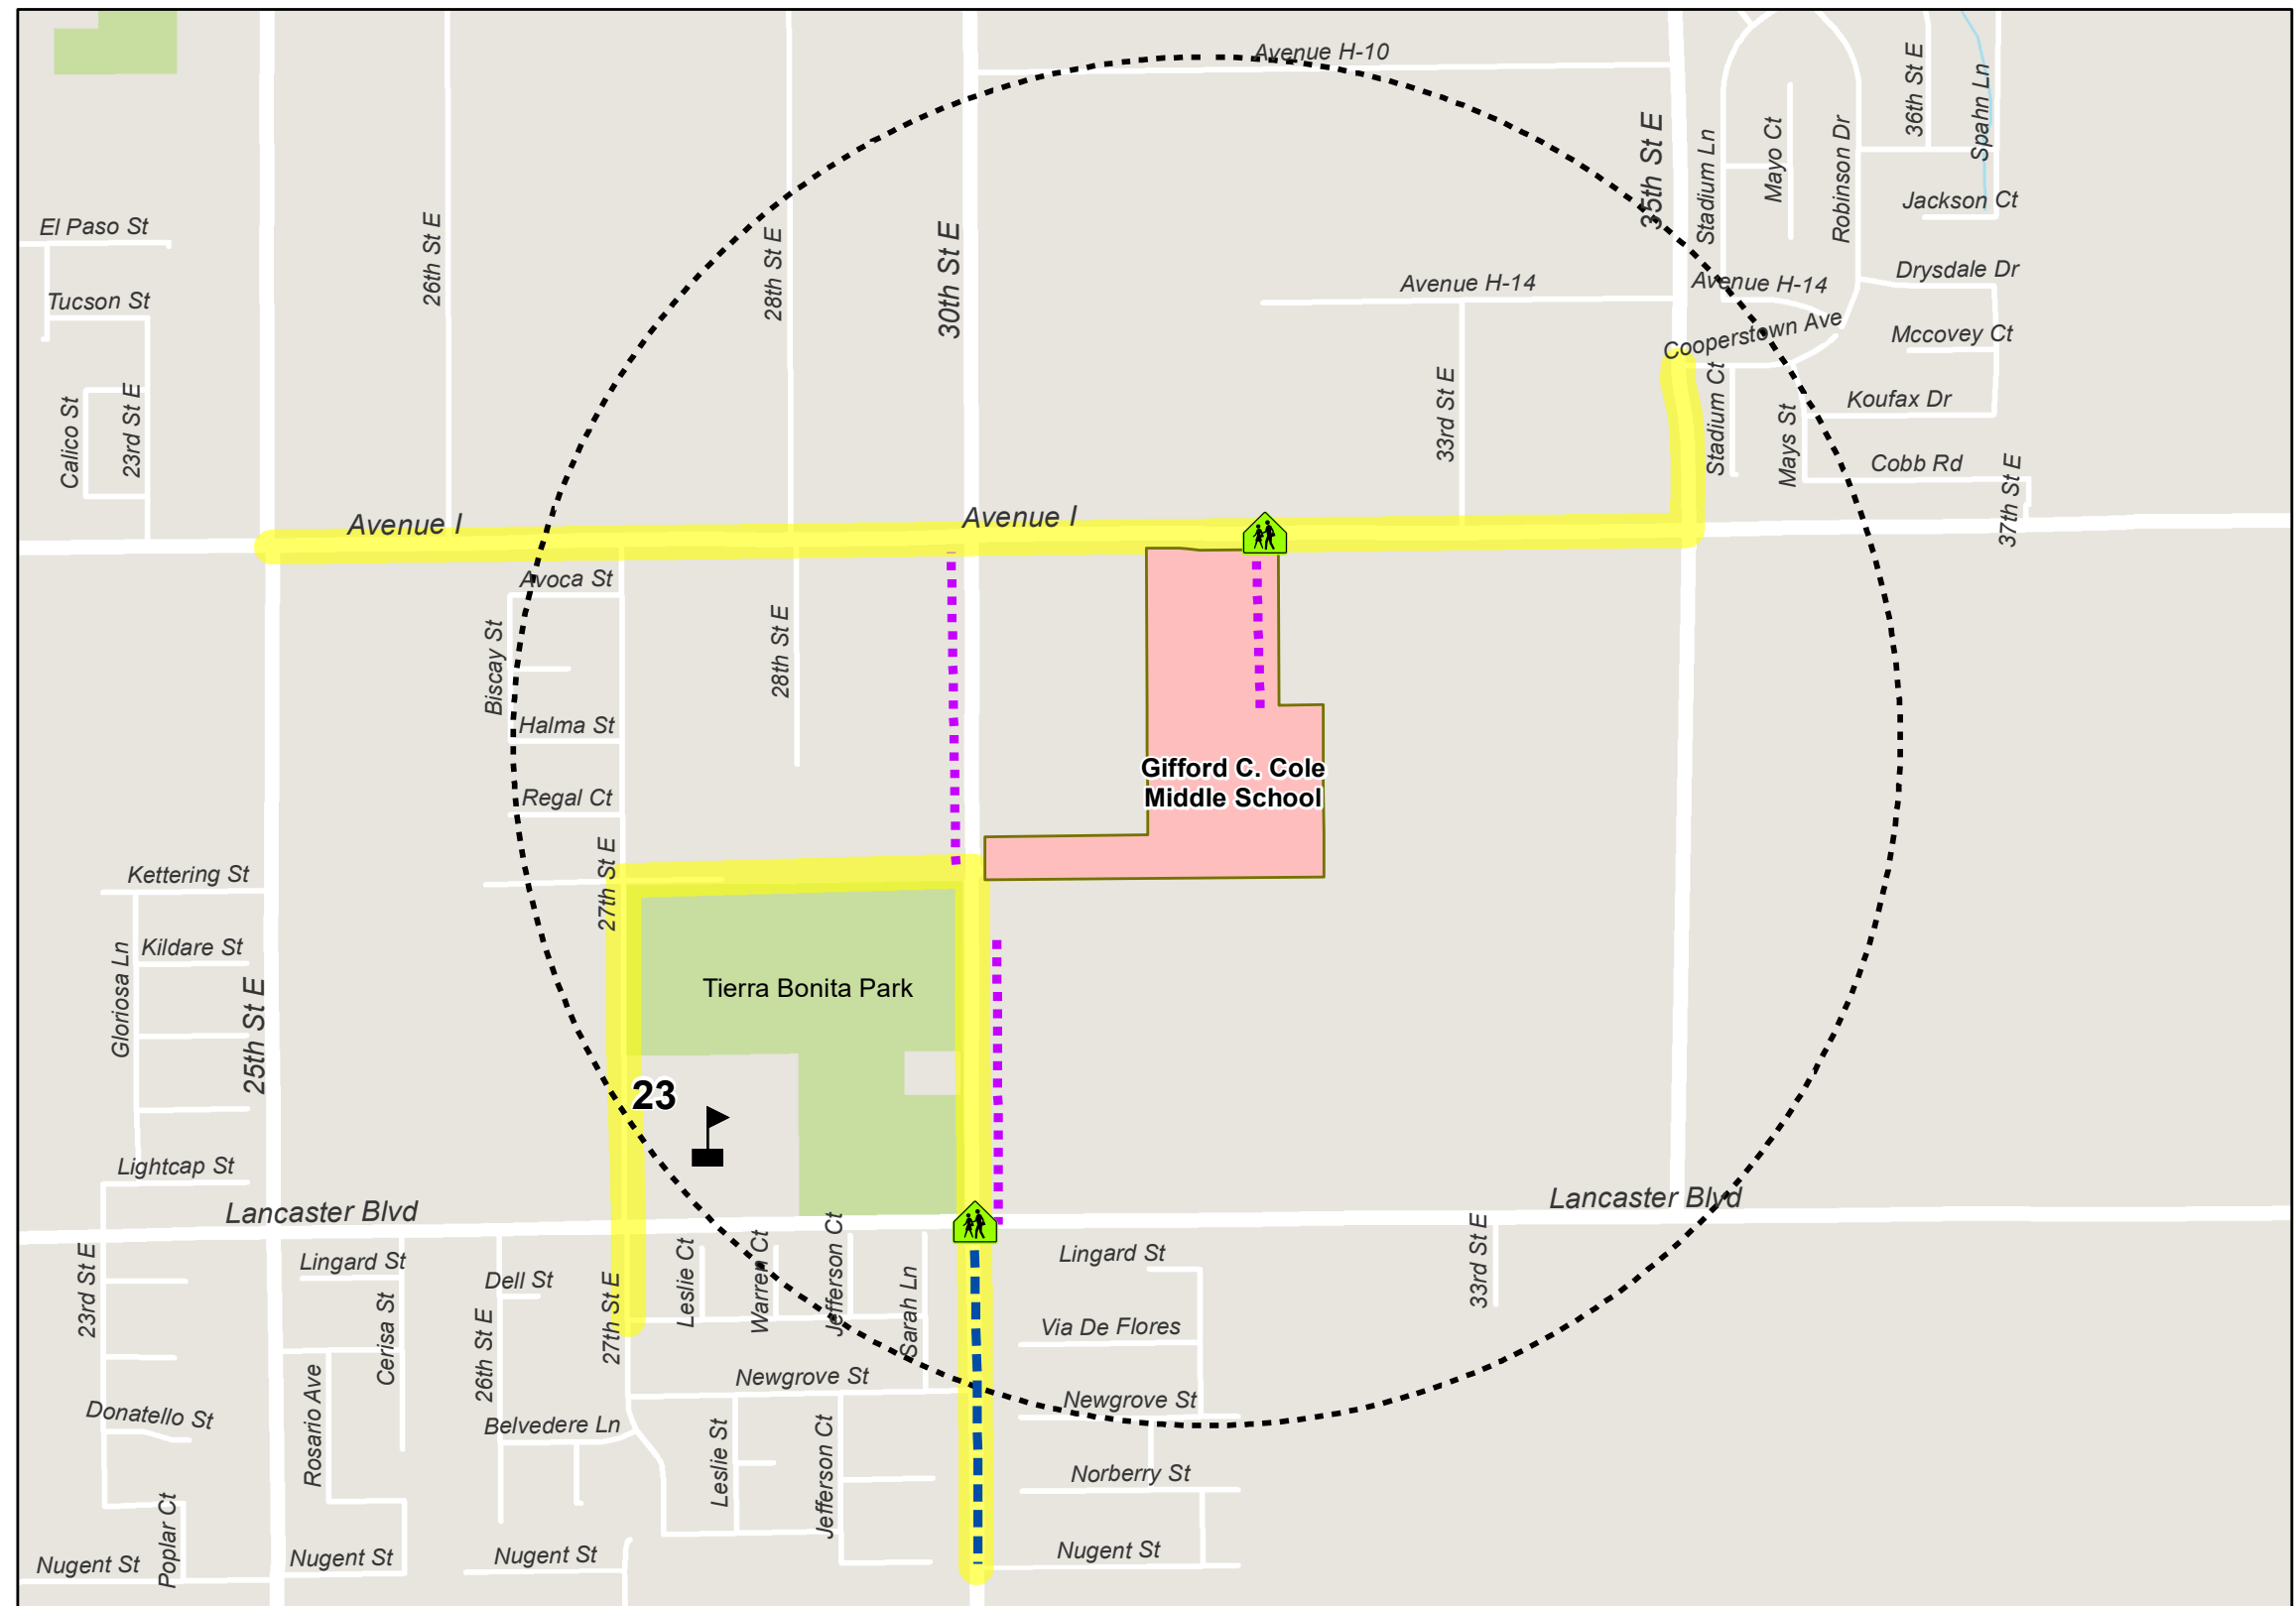 Avenue H-10
35th St E
Stadium Ln
Mayo Ct
Robinson Dr
36th St E
Spahn Ln
Jackson Ct
El Paso St
26th St E
28th St E
30th St E
Avenue H-14
Avenue H-14
Drysdale Dr
Tucson St
Cooperstown Ave
Mccovey Ct
Calico St
23rd St E
33rd St E
Stadium Ct
Mays St
Koufax Dr
Cobb Rd
37th St E
Avenue I
Avenue I
Avoca St
Biscay St
28th St E
Halma St
Gifford C. Cole
Middle School
Regal Ct
27th St E
Kettering St
Kildare St
Gloriosa Ln
25th St E
Tierra Bonita Park
23
Lightcap St
Lancaster Blvd
Lancaster Blvd
23rd St E
Lingard St
Cerisa St
Dell St
26th St E
27th St E
Leslie Ct
Warren Ct
Jefferson Ct
Sarah Ln
Lingard St
33rd St E
Via De Flores
Newgrove St
Newgrove St
Donatello St
Rosario Ave
Belvedere Ln
Leslie St
Jefferson Ct
Norberry St
Poplar Ct
Nugent St
Nugent St
Nugent St
Nugent St